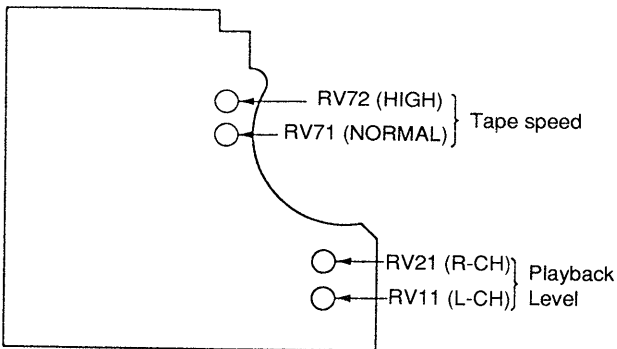 RV72 (HIGH)
RV71 (NORMAL)
Tape speed
RV21 (R-CH)
RV11 (L-CH)
Playback
Level